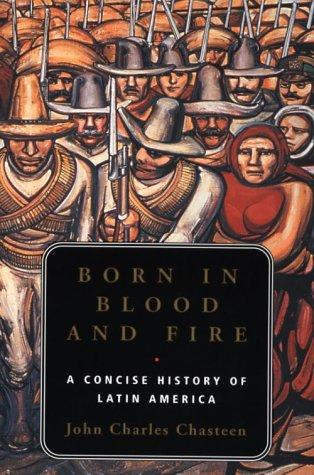 BORN IN
BLOOD
AND FIRE
A CONCISE HISTORY OF
LATIN AMERICA
John Charles Chasteen